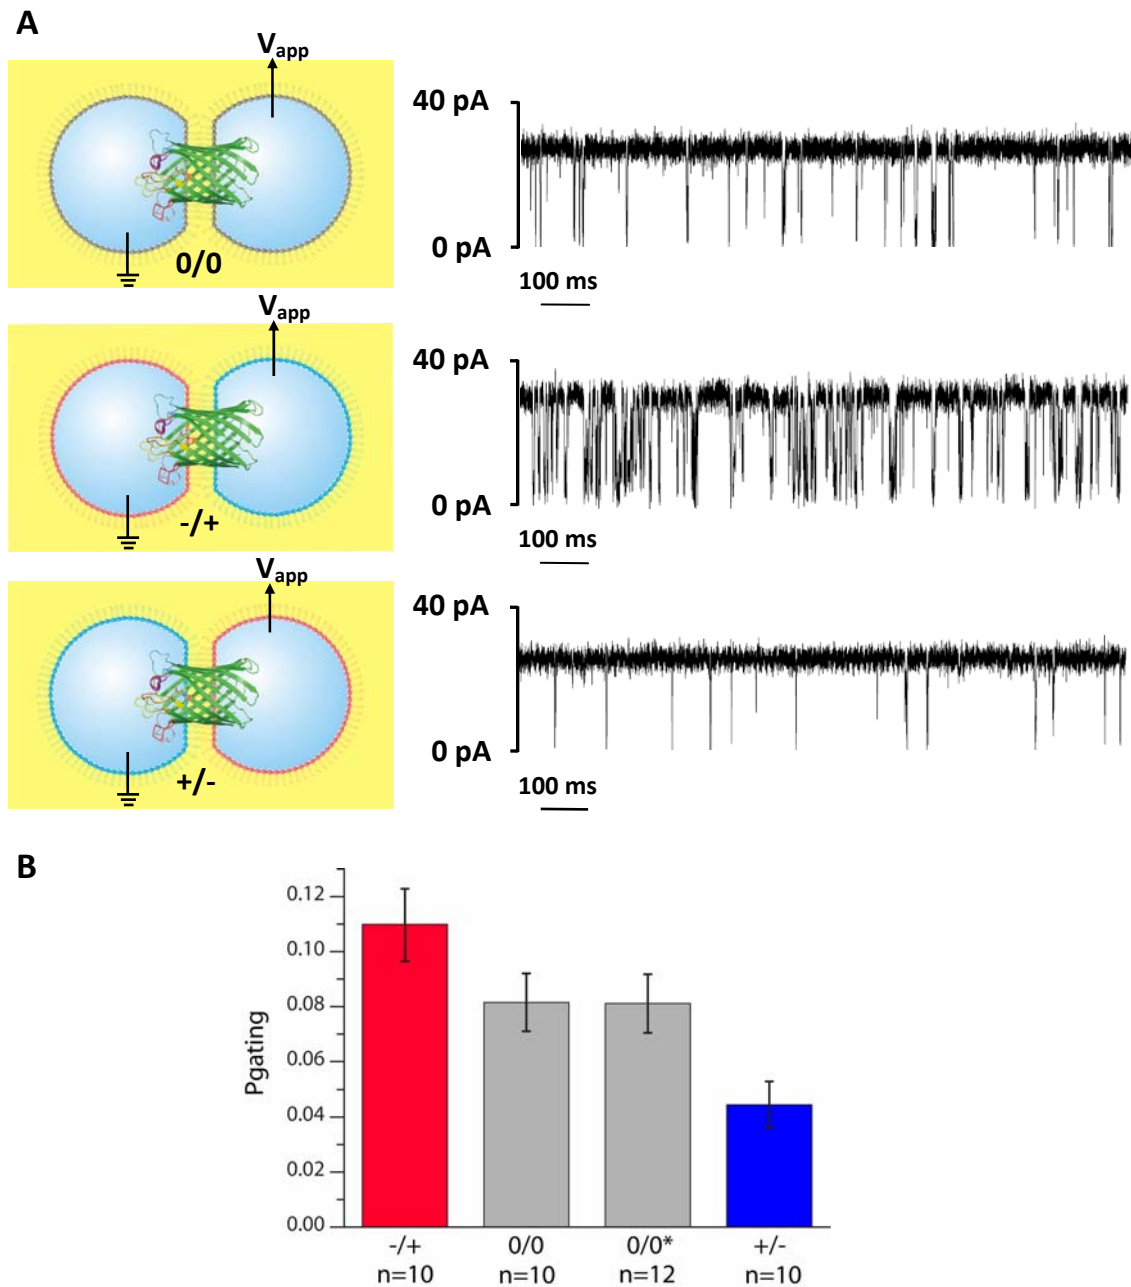 A
Vapp
0/0
40 pA
0 pA
100 ms
Vapp
-/+
40 pA
0 pA
100 ms
Vapp
+/-
40 pA
0 pA
100 ms
B
Pgating
0.12
0.10
0.08
0.06
0.04
0.02
0.00
-/+ 0/0 0/0* +/-
n=10 n=10 n=12 n=10